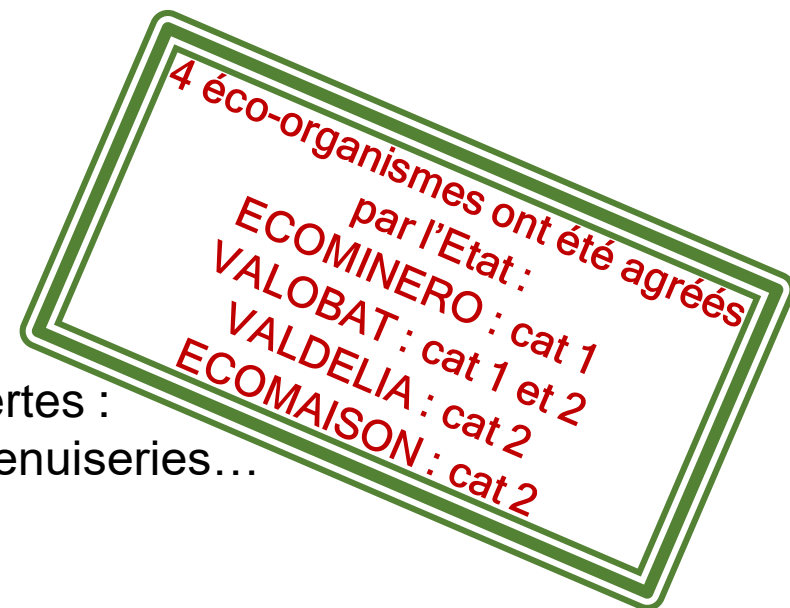 4 éco-organismes ont été agréés
par l’Etat :
ECOMINERO : cat 1
VALOBAT : cat 1 et 2
VALDELIA : cat 2
ECOMAISON : cat 2
ertes :
enuiseries…